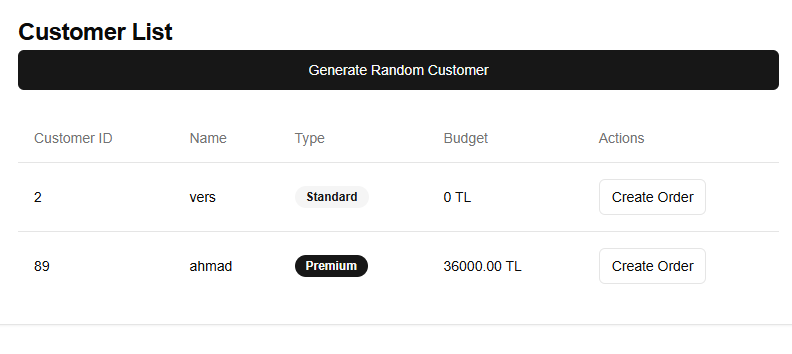 Customer List
Generate Random Customer
Customer ID Name Type Budget Actions
2 vers Standard 0 TL Create Order
89 ahmad Premium 36000.00 TL Create Order